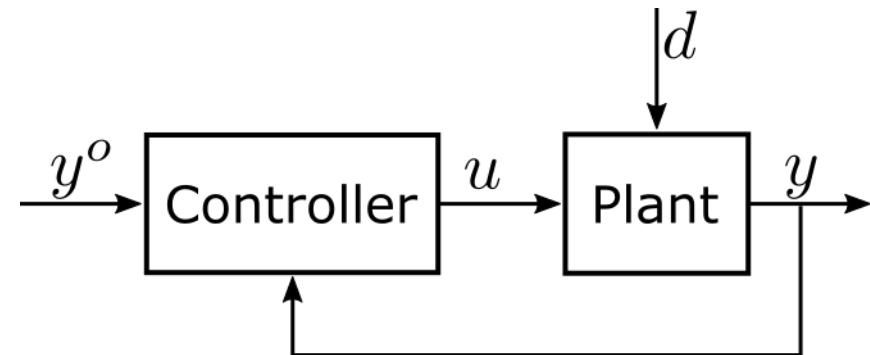 d
y^o
Controller
u
Plant
y